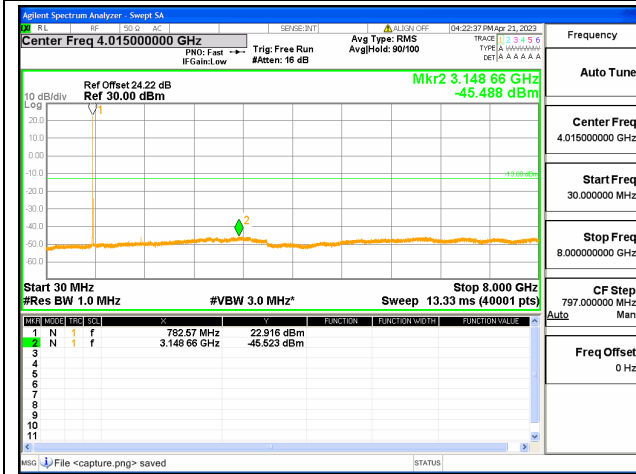 Agilent Spectrum Analyzer - Swept SA
RL RF 50 Ω AC SENSE:INT ALIGN OFF 04:22:37 PM Apr 21, 2023
Center Freq 4.015000000 GHz
PNO: Fast
IFGain:Low
Trig: Free Run
#Atten: 16 dB
Avg Type: RMS
Avg|Hold: 90/100
TRACE 1 2 3 4 5 6
TYPE A WWWWW
DET A A A A A A
Ref Offset 24.22 dB
10 dB/div Ref 30.00 dBm
Log
Mkr2 3.148 66 GHz
-45.488 dBm
1
20.0
10.0
0.00
-10.0
-13.00 dBm
-20.0
-30.0
-40.0
2
-50.0
-60.0
Start 30 MHz Stop 8.000 GHz
#Res BW 1.0 MHz #VBW 3.0 MHz* Sweep 13.33 ms (40001 pts)
MKR MODE TRC SCL X Y FUNCTION FUNCTION WIDTH FUNCTION VALUE
1 N 1 f 782.57 MHz 22.916 dBm
2 N 1 f 3.148 66 GHz -45.523 dBm
3
4
5
6
7
8
9
10
11
MSG File <capture.png> saved STATUS
Frequency
Auto Tune
Center Freq
4.015000000 GHz
Start Freq
30.000000 MHz
Stop Freq
8.000000000 GHz
CF Step
797.000000 MHz
Auto Man
Freq Offset
0 Hz